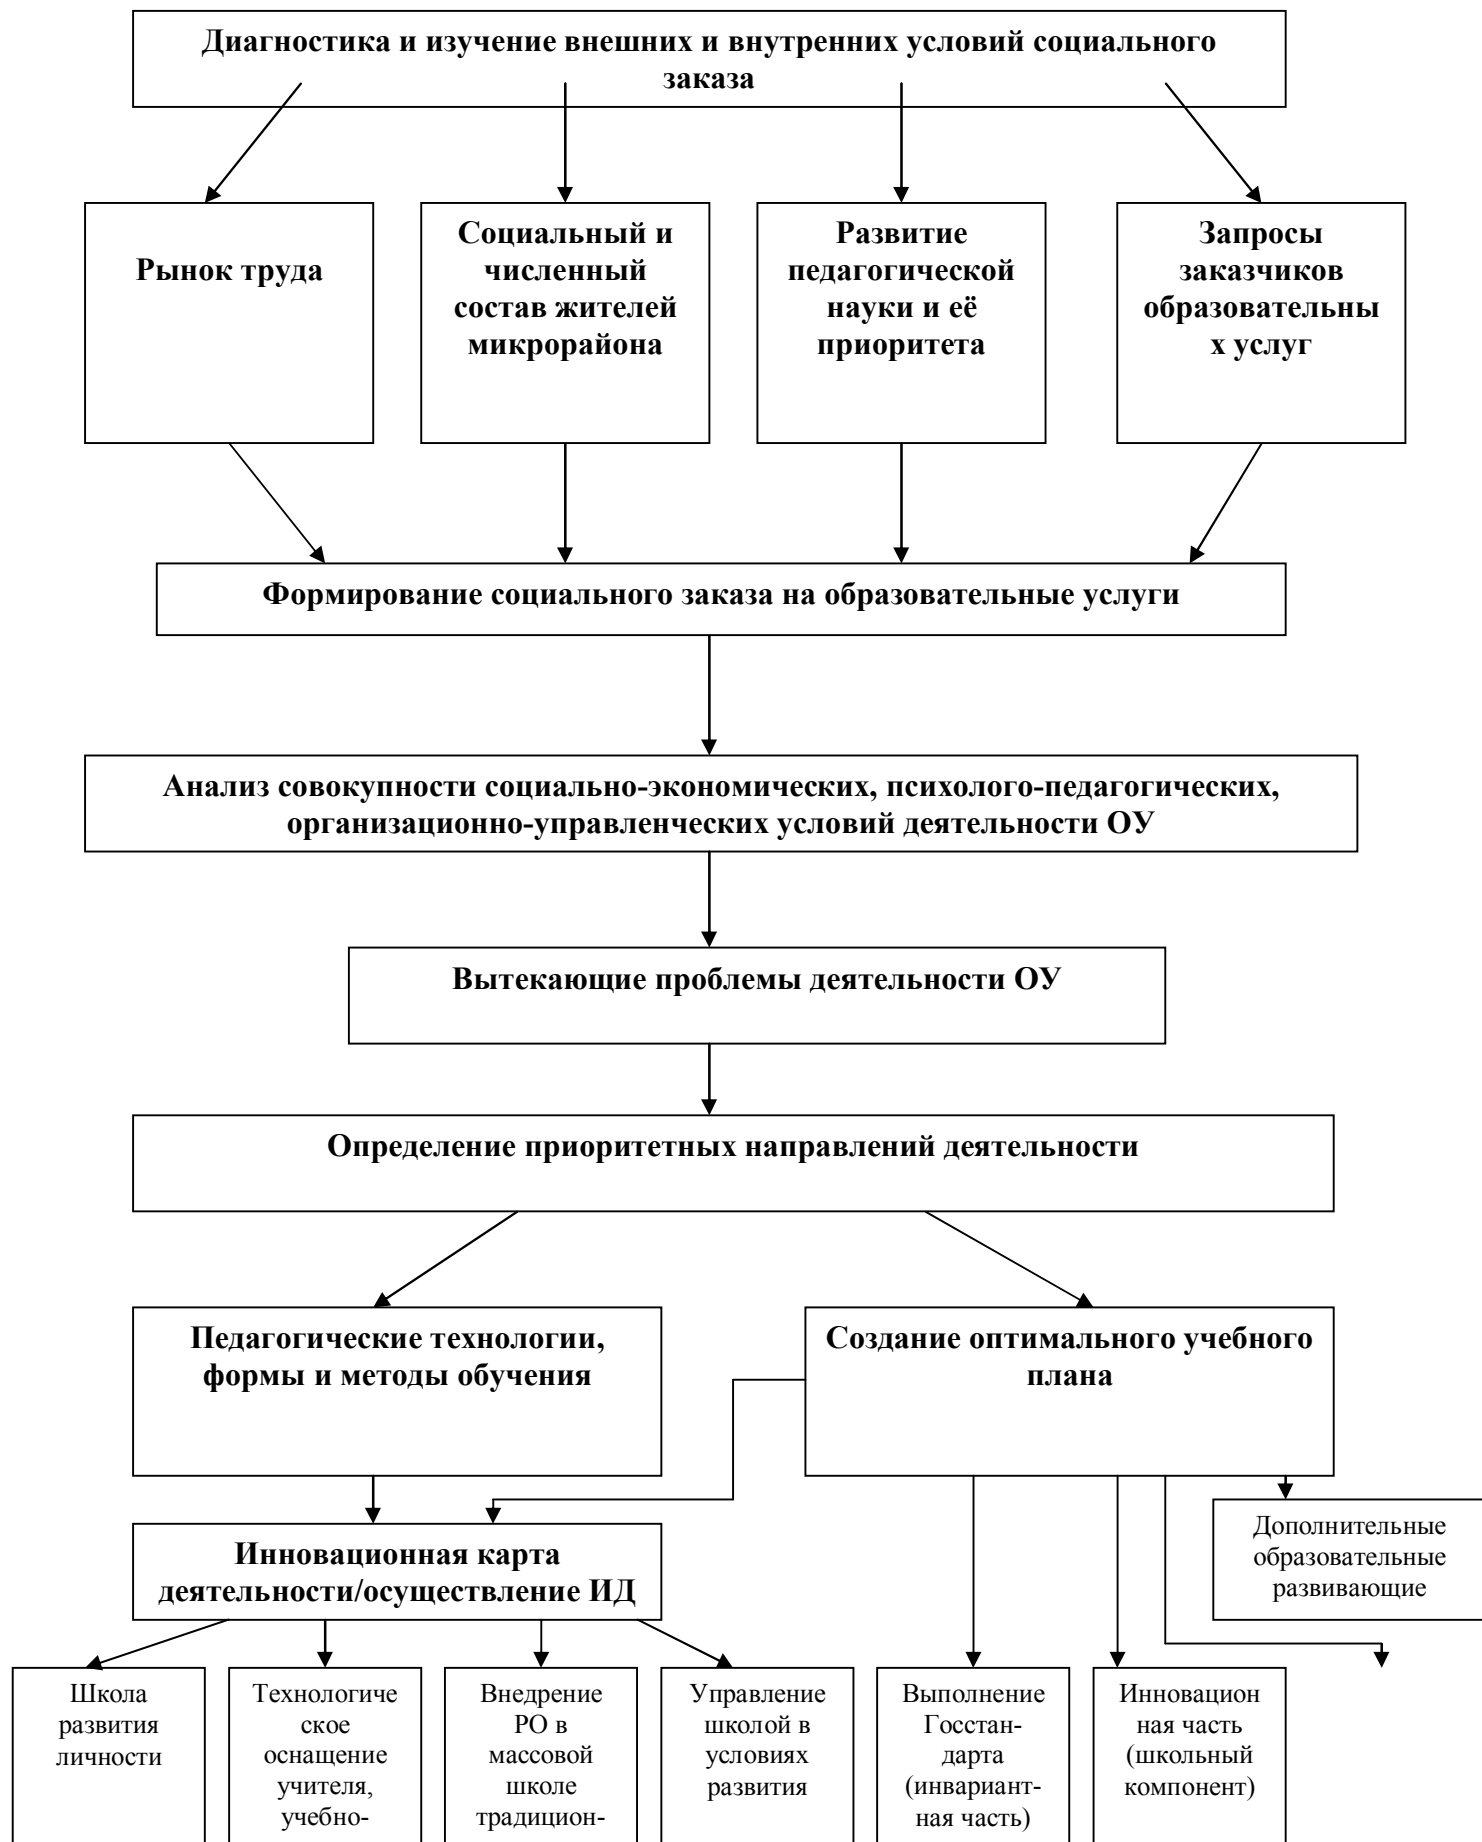 Диагностика и изучение внешних и внутренних условий социального
заказа
Рынок труда
Социальный и
численный
состав жителей
микрорайона
Развитие
педагогической
науки и её
приоритета
Запросы
заказчиков
образовательны
х услуг
Формирование социального заказа на образовательные услуги
Анализ совокупности социально-экономических, психолого-педагогических,
организационно-управленческих условий деятельности ОУ
Вытекающие проблемы деятельности ОУ
Определение приоритетных направлений деятельности
Педагогические технологии,
формы и методы обучения
Создание оптимального учебного
плана
Инновационная карта
деятельности/осуществление ИД
Дополнительные
образовательные
развивающие
Школа
развития
личности
Технологиче
ское
оснащение
учителя,
учебно-
Внедрение
РО в
массовой
школе
традицион-
Управление
школой в
условиях
развития
Выполнение
Госстан-
дарта
(инвариант-
ная часть)
Инновацион
ная часть
(школьный
компонент)